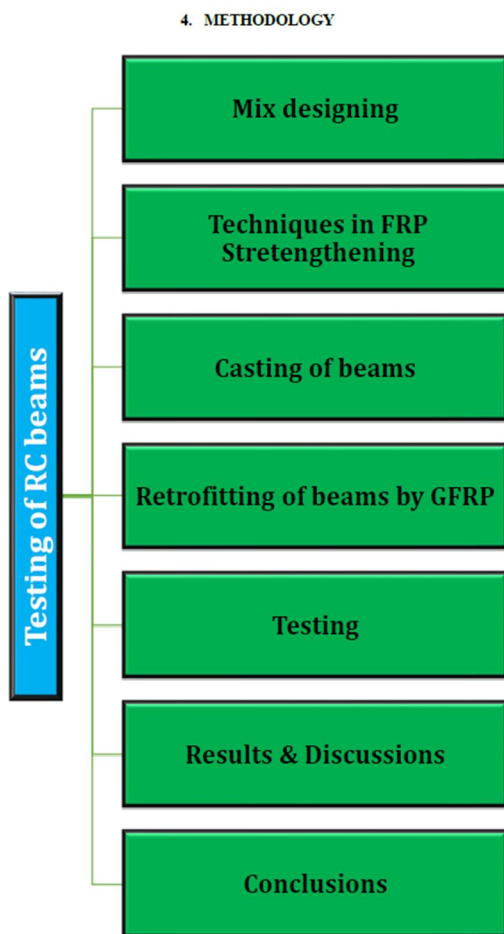 4. METHODOLOGY
Testing of RC beams
Mix designing
Techniques in FRP
Stretengthening
Casting of beams
Retrofitting of beams by GFRP
Testing
Results & Discussions
Conclusions